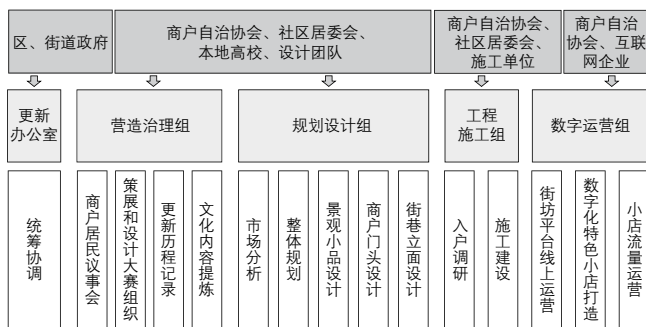 区、街道政府
商户自治协会、社区居委会、
本地高校、设计团队
商户自治协会、
社区居委会、
施工单位
商户自治
协会、互联
网企业
更新
办公室
营造治理组
规划设计组
工程
施工组
数字运营组
统筹协调
商户居民议事会
策展和设计大赛组织
更新历程记录
文化内容提炼
市场分析
整体规划
景观小品设计
商户门头设计
街巷立面设计
入户调研
施工建设
街坊平台线上运营
数字化特色小店打造
小店流量运营